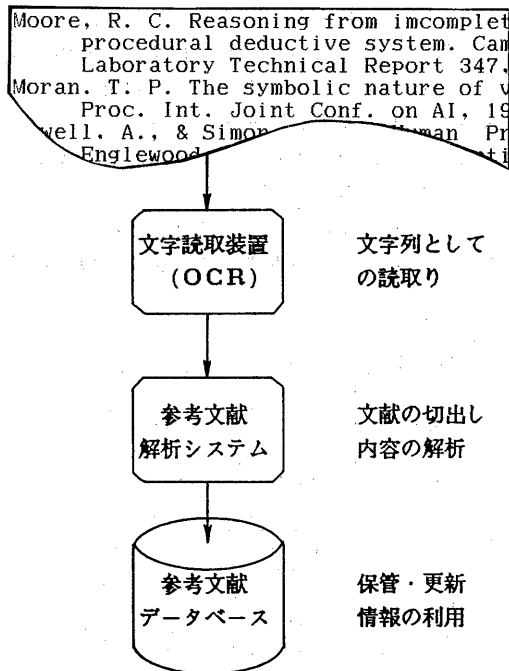 Moore, R. C. Reasoning from imcomplet
procedural deductive system. Cam
Laboratory Technical Report 347,
Moran. T. P. The symbolic nature of v
Proc. Int. Joint Conf. on AI, 19
well. A., & Simon Human Pr
Englewood
文字読取装置
(OCR)
文字列として
の読取り
参考文献
解析システム
文献の切出し
内容の解析
参考文献
データベース
保管・更新
情報の利用